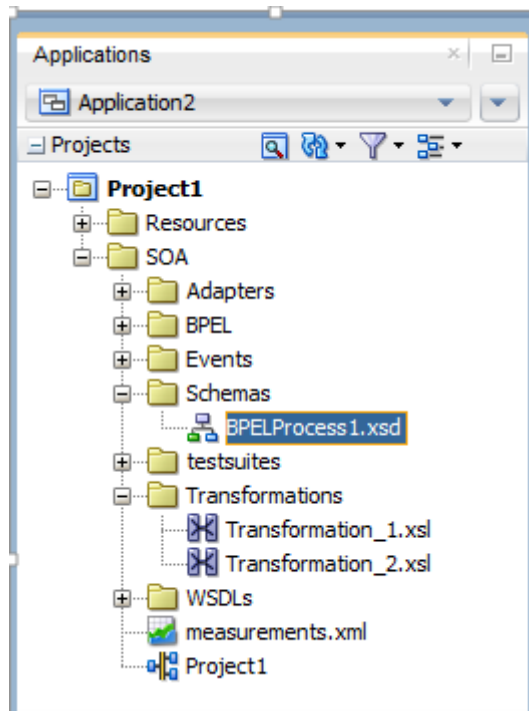 Applications
Application2
Projects
Project1
Resources
SOA
Adapters
BPEL
Events
Schemas
BPELProcess1.xsd
testsuites
Transformations
Transformation_1.xsl
Transformation_2.xsl
WSDLs
measurements.xml
Project1